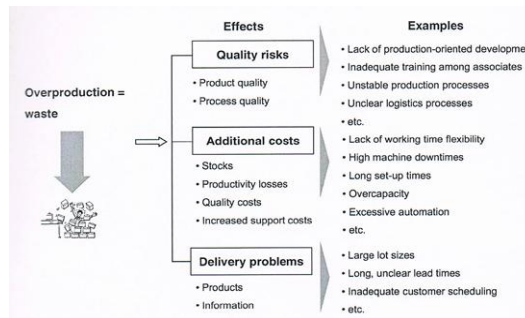 Effects
Examples
Overproduction =
waste
Quality risks
• Product quality
• Process quality
• Lack of production-oriented developme
• Inadequate training among associates
• Unstable production processes
• Unclear logistics processes
• etc.
Additional costs
• Stocks
• Productivity losses
• Quality costs
• Increased support costs
• Lack of working time flexibility
• High machine downtimes
• Long set-up times
• Overcapacity
• Excessive automation
• etc.
Delivery problems
• Products
• Information
• Large lot sizes
• Long, unclear lead times
• Inadequate customer scheduling
• etc.